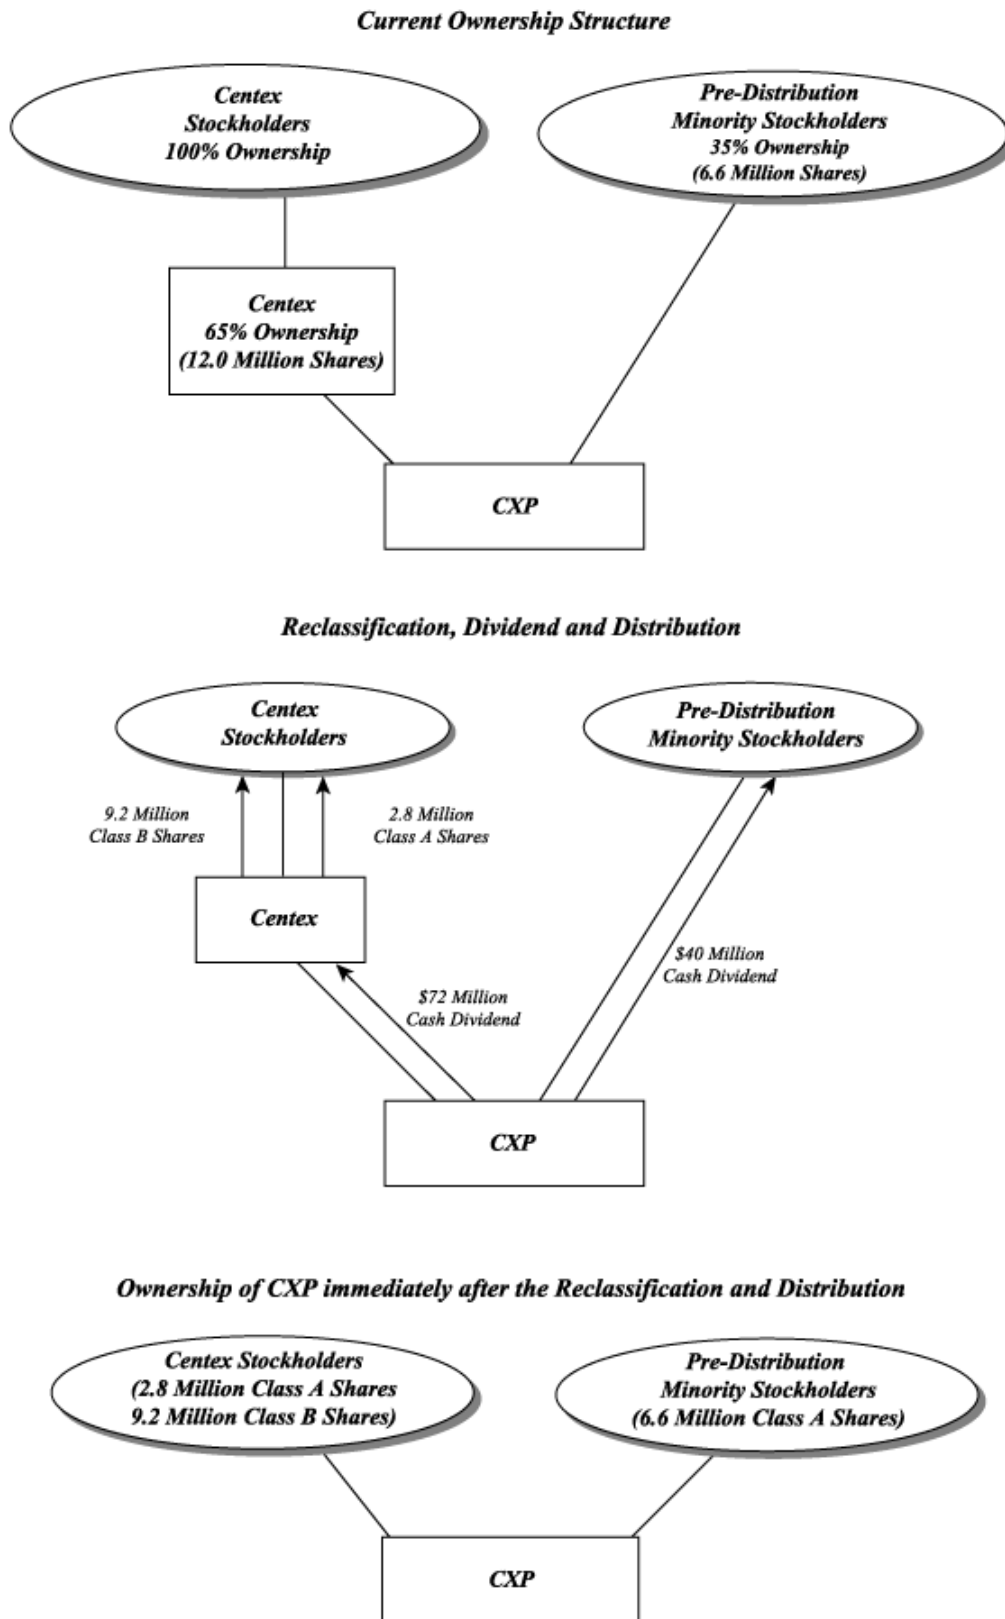 Current Ownership Structure
Centex
Stockholders
100% Ownership
Pre-Distribution
Minority Stockholders
35% Ownership
(6.6 Million Shares)
Centex
65% Ownership
(12.0 Million Shares)
CXP
Reclassification, Dividend and Distribution
Centex
Stockholders
Pre-Distribution
Minority Stockholders
9.2 Million
Class B Shares
2.8 Million
Class A Shares
Centex
$40 Million
Cash Dividend
$72 Million
Cash Dividend
CXP
Ownership of CXP immediately after the Reclassification and Distribution
Centex Stockholders
(2.8 Million Class A Shares
9.2 Million Class B Shares)
Pre-Distribution
Minority Stockholders
(6.6 Million Class A Shares)
CXP